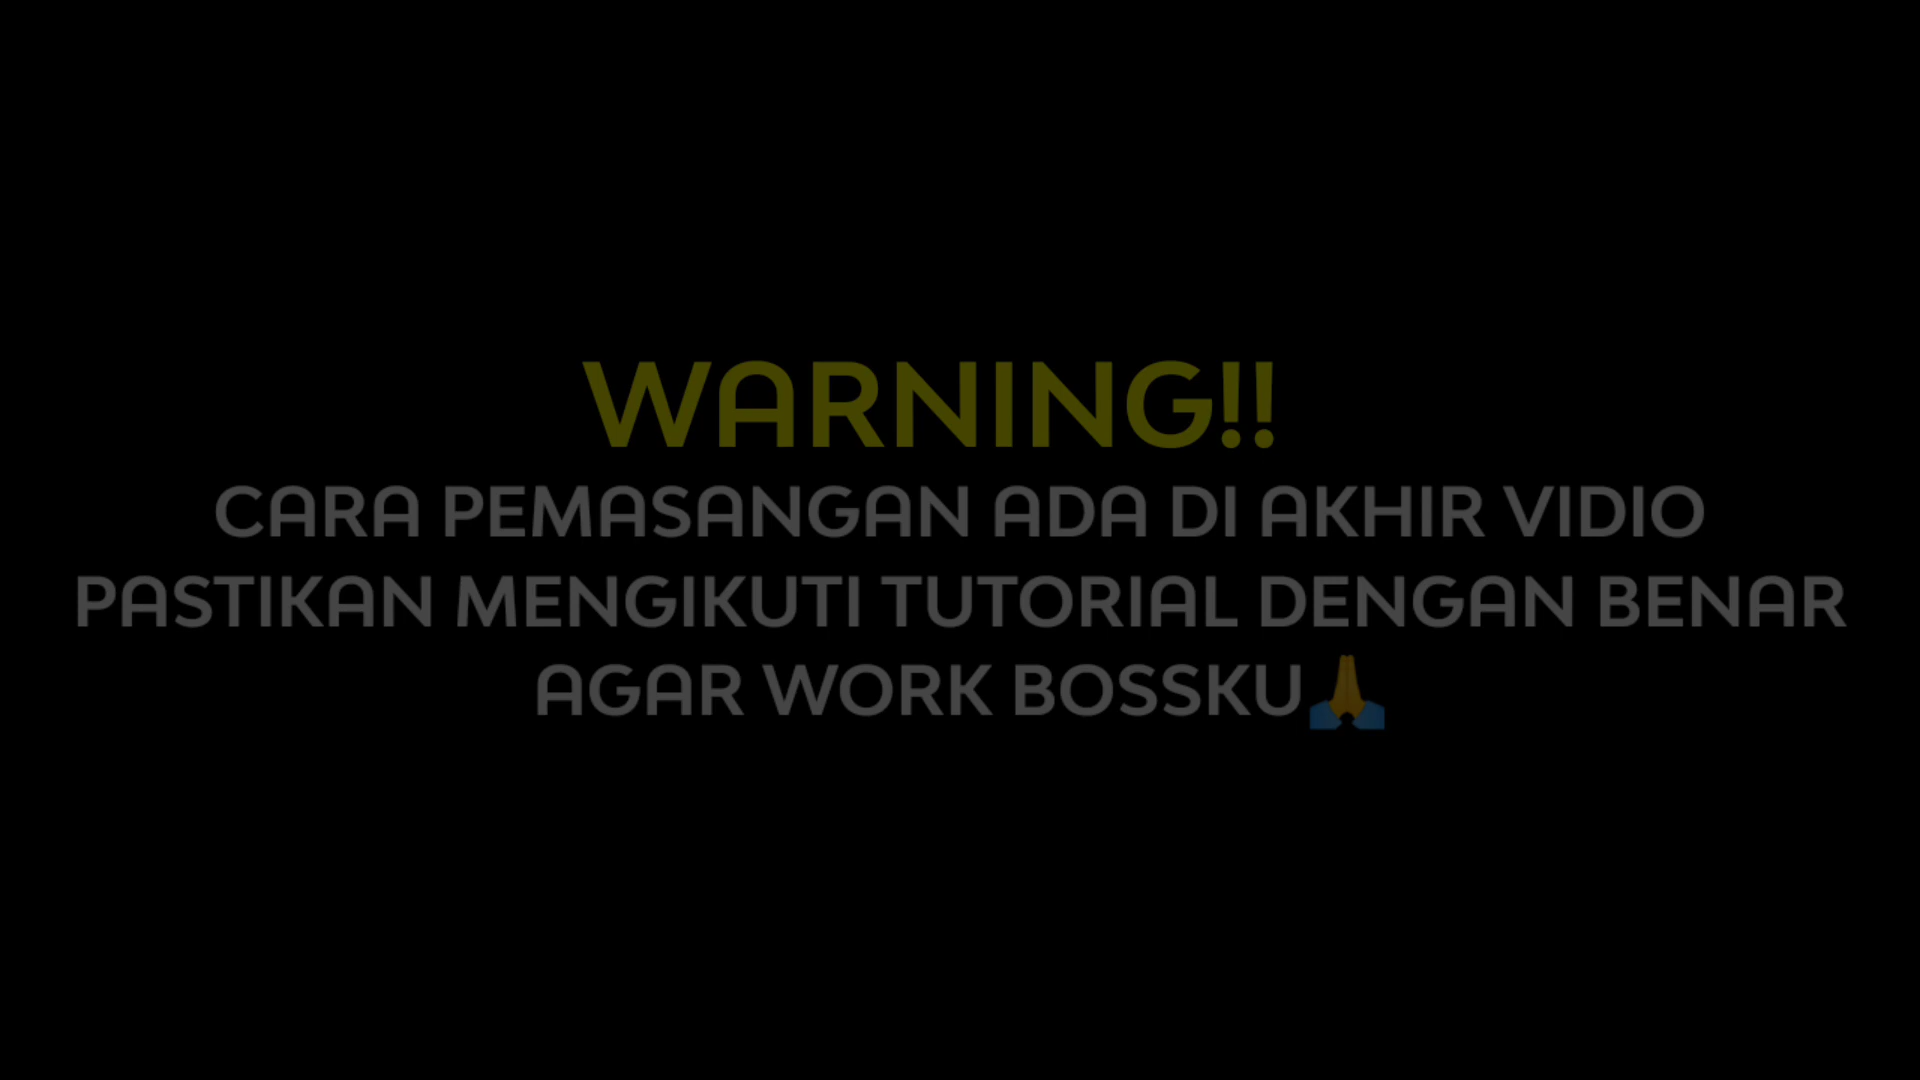 WARNING!!
CARA PEMASANGAN ADA DI AKHIR VIDIO
PASTIKAN MENGIKUTI TUTORIAL DENGAN BENAR
AGAR WORK BOSSKU🙏